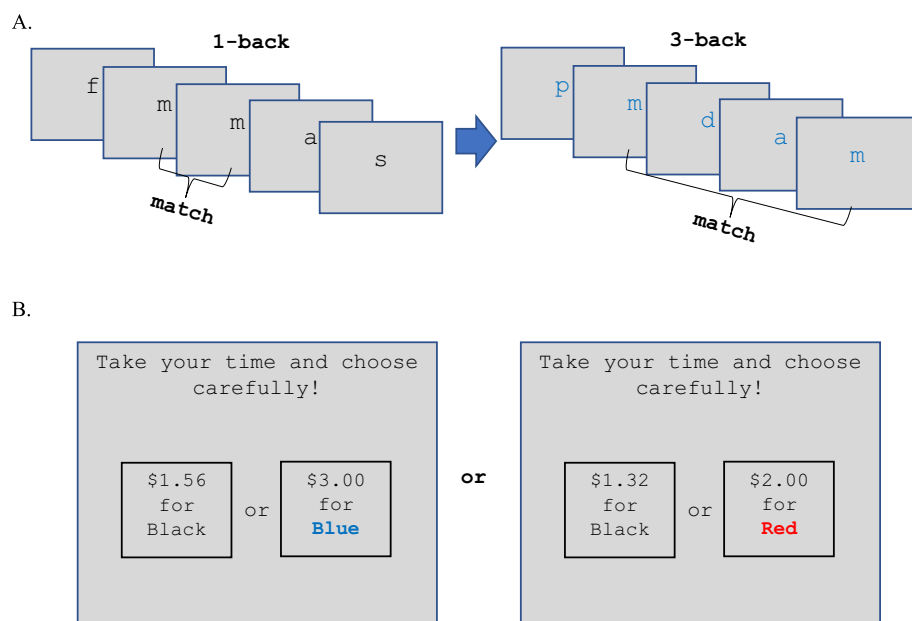 A.
1-back
3-back
f
m
m
a
s
match
p
m
d
a
m
match
B.
Take your time and choose
carefully!
$1.56
for
Black
or
$3.00
for
Blue
or
Take your time and choose
carefully!
$1.32
for
Black
or
$2.00
for
Red